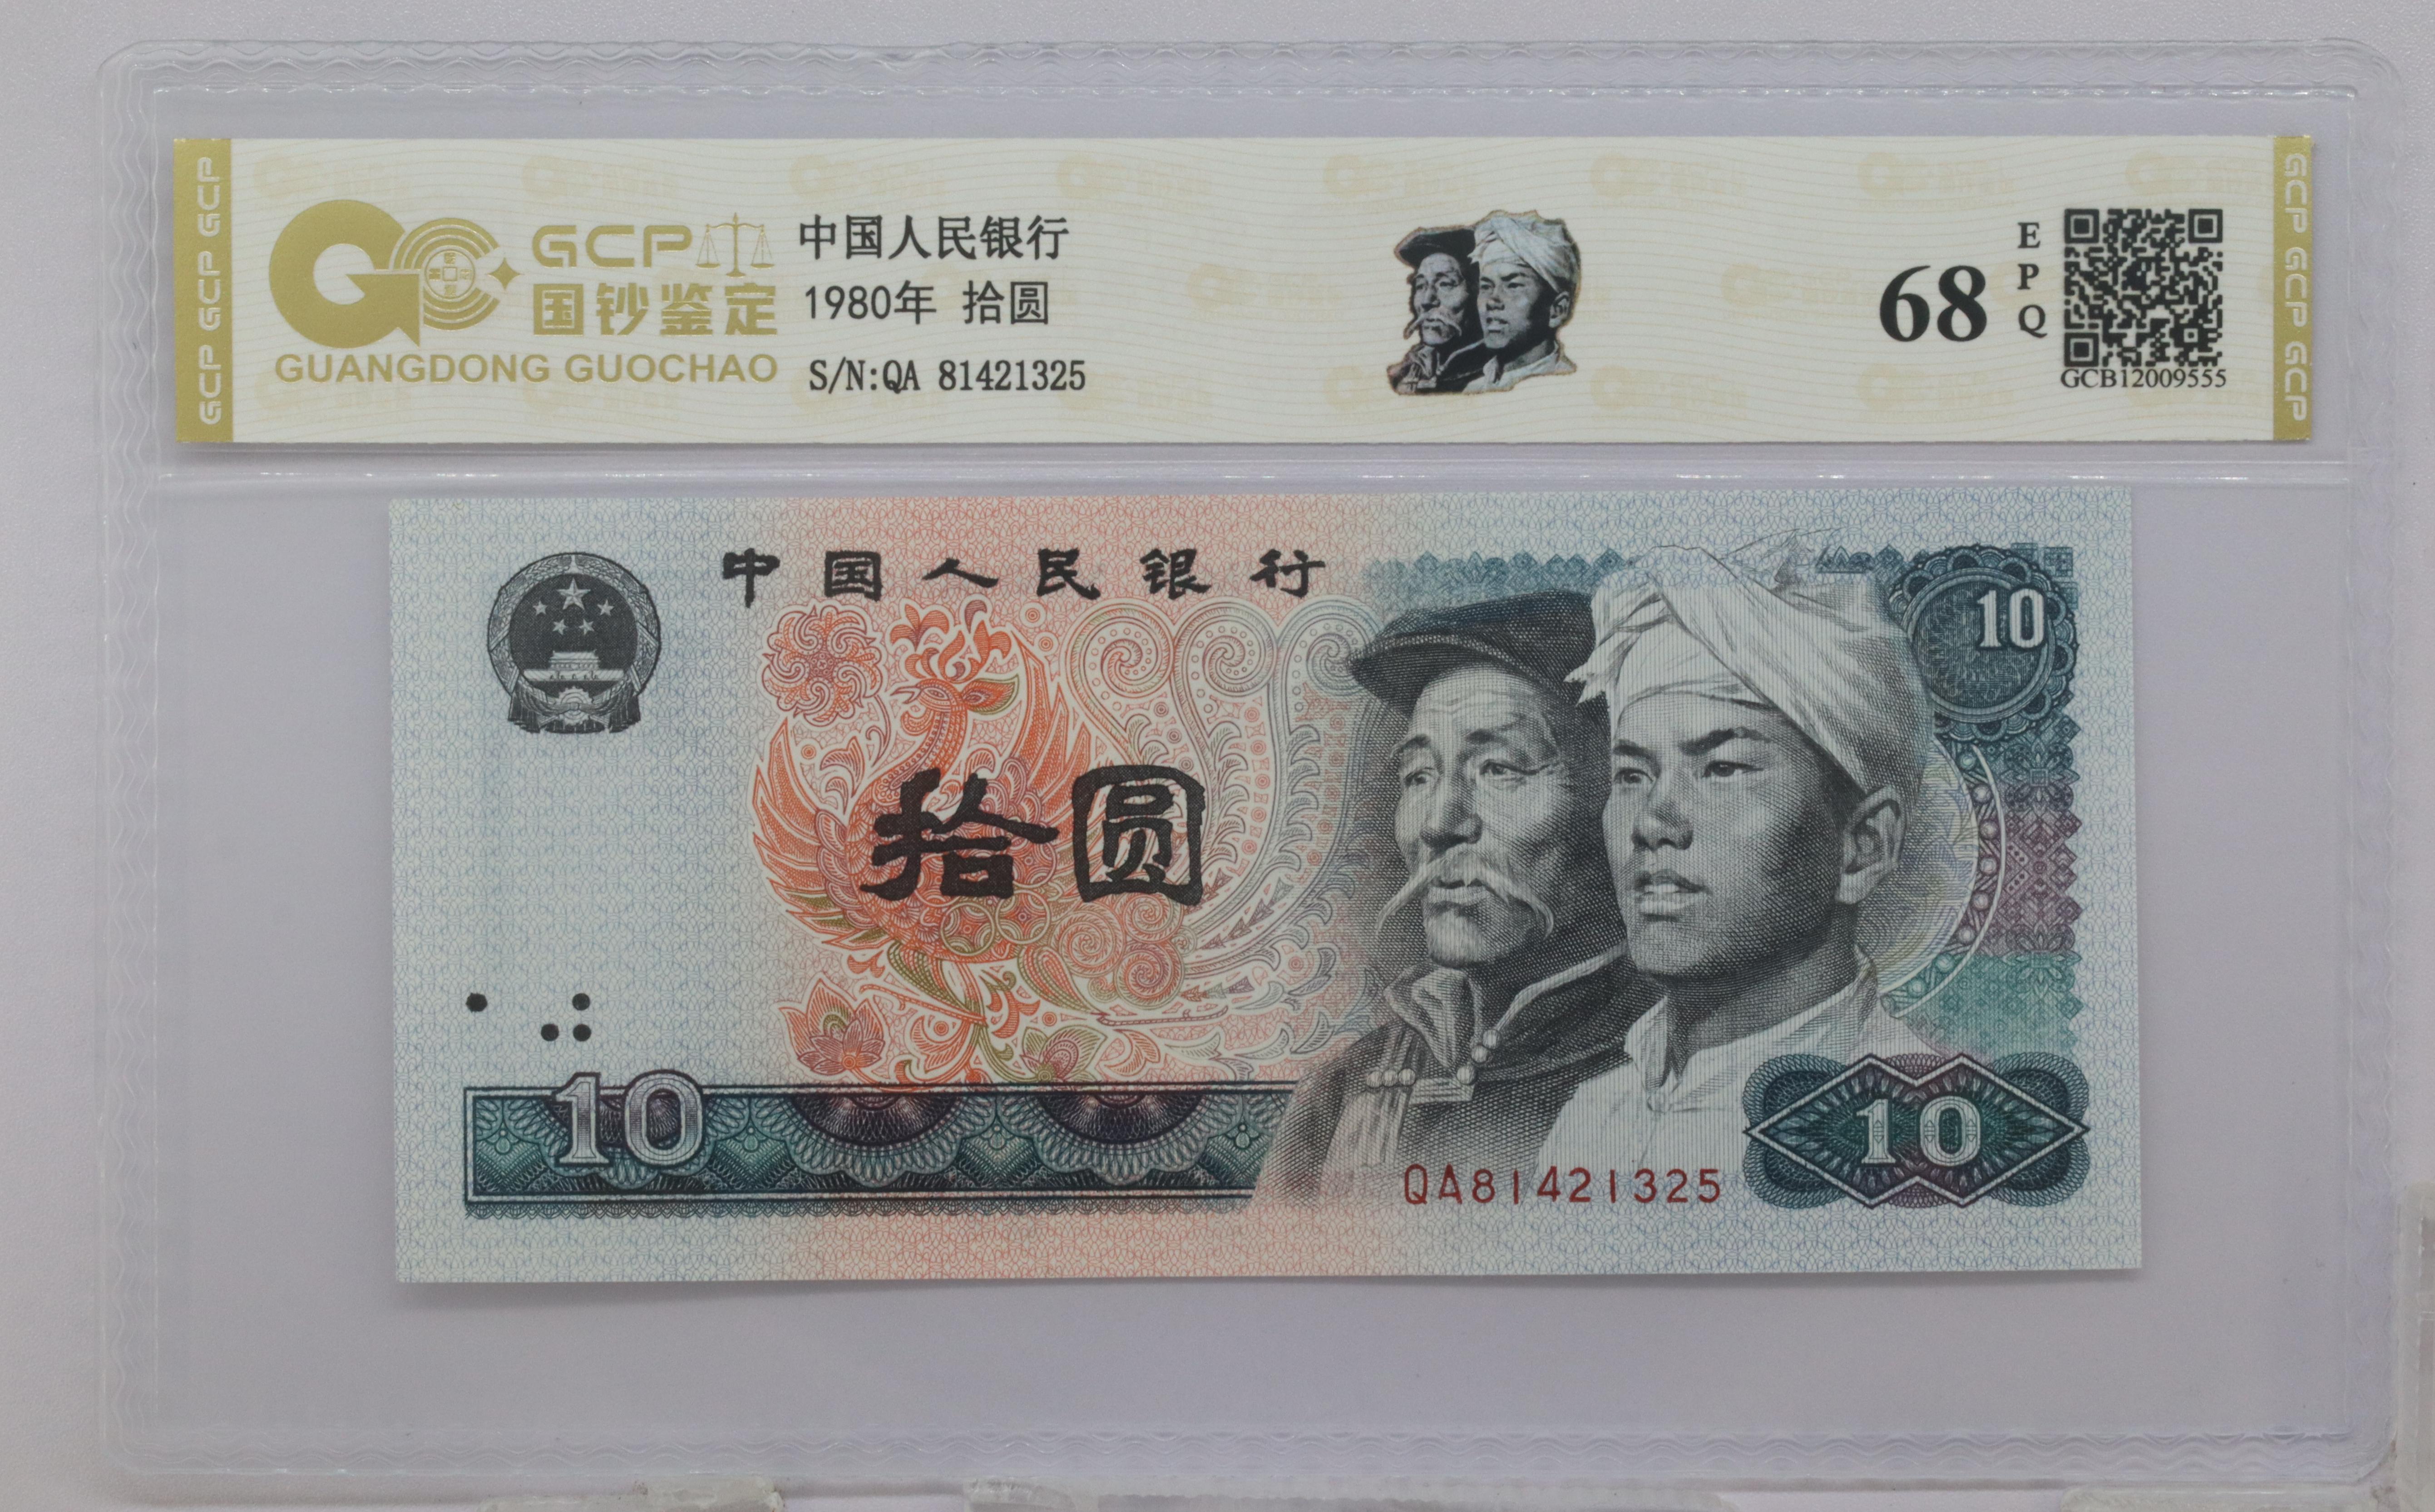 GCP GCP GCP
GCP
国钞鉴定
GUANGDONG GUOCHAO
中国人民银行
1980年 拾圆
S/N:QA 81421325
68
EPQ
GCB12009555
GCP GCP GCP
中国人民银行
10
拾圆
10
10
QA81421325